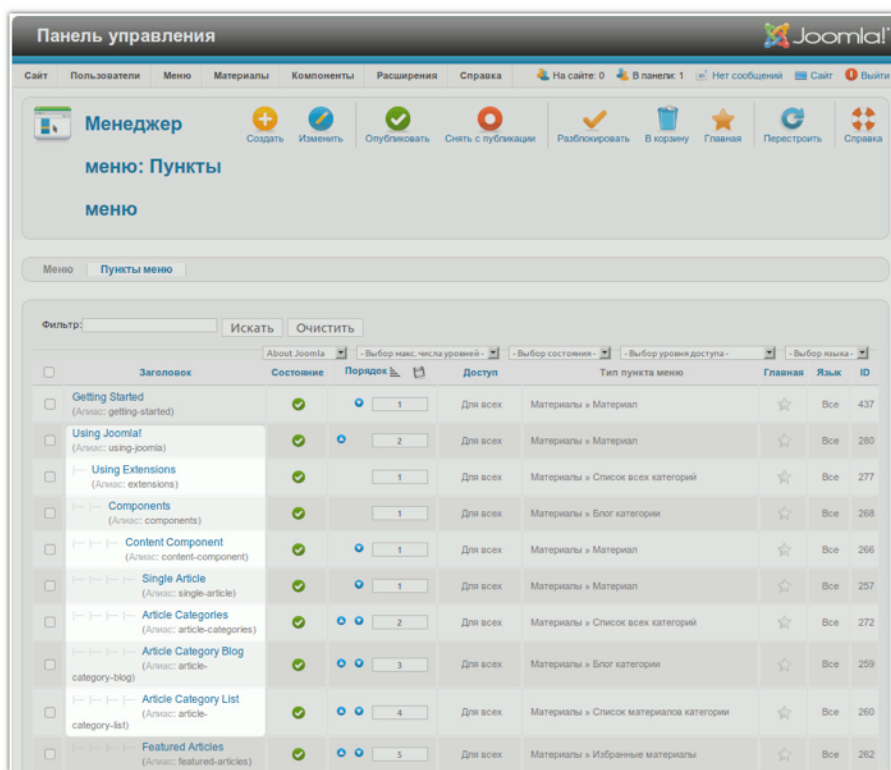 Панель управления
Joomla!
Сайт Пользователи Меню Материалы Компоненты Расширения Справка На сайте: 0 В панели: 1 Нет сообщений Сайт Выйти
Менеджер меню: Пункты меню
Создать Изменить Опубликовать Снять с публикации Разблокировать В корзину Главная Перестроить Справка
Меню Пункты меню
Фильтр: Искать Очистить
About Joomla - Выбор макс. числа уровней - - Выбор состояния - - Выбор уровня доступа - - Выбор языка -
Заголовок Состояние Порядок Доступ Тип пункта меню Главная Язык ID
Getting Started
(Алиас: getting-started) 1 Для всех Материалы » Материал Все 437
Using Joomla!
(Алиас: using-joomla) 2 Для всех Материалы » Материал Все 280
Using Extensions
(Алиас: extensions) 1 Для всех Материалы » Список всех категорий Все 277
Components
(Алиас: components) 1 Для всех Материалы » Блог категории Все 268
Content Component
(Алиас: content-component) 1 Для всех Материалы » Материал Все 266
Single Article
(Алиас: single-article) 1 Для всех Материалы » Материал Все 257
Article Categories
(Алиас: article-categories) 2 Для всех Материалы » Список всех категорий Все 272
Article Category Blog
(Алиас: article-
category-blog) 3 Для всех Материалы » Блог категории Все 259
Article Category List
(Алиас: article-
category-list) 4 Для всех Материалы » Список материалов категории Все 260
Featured Articles
(Алиас: featured-articles) 5 Для всех Материалы » Избранные материалы Все 262